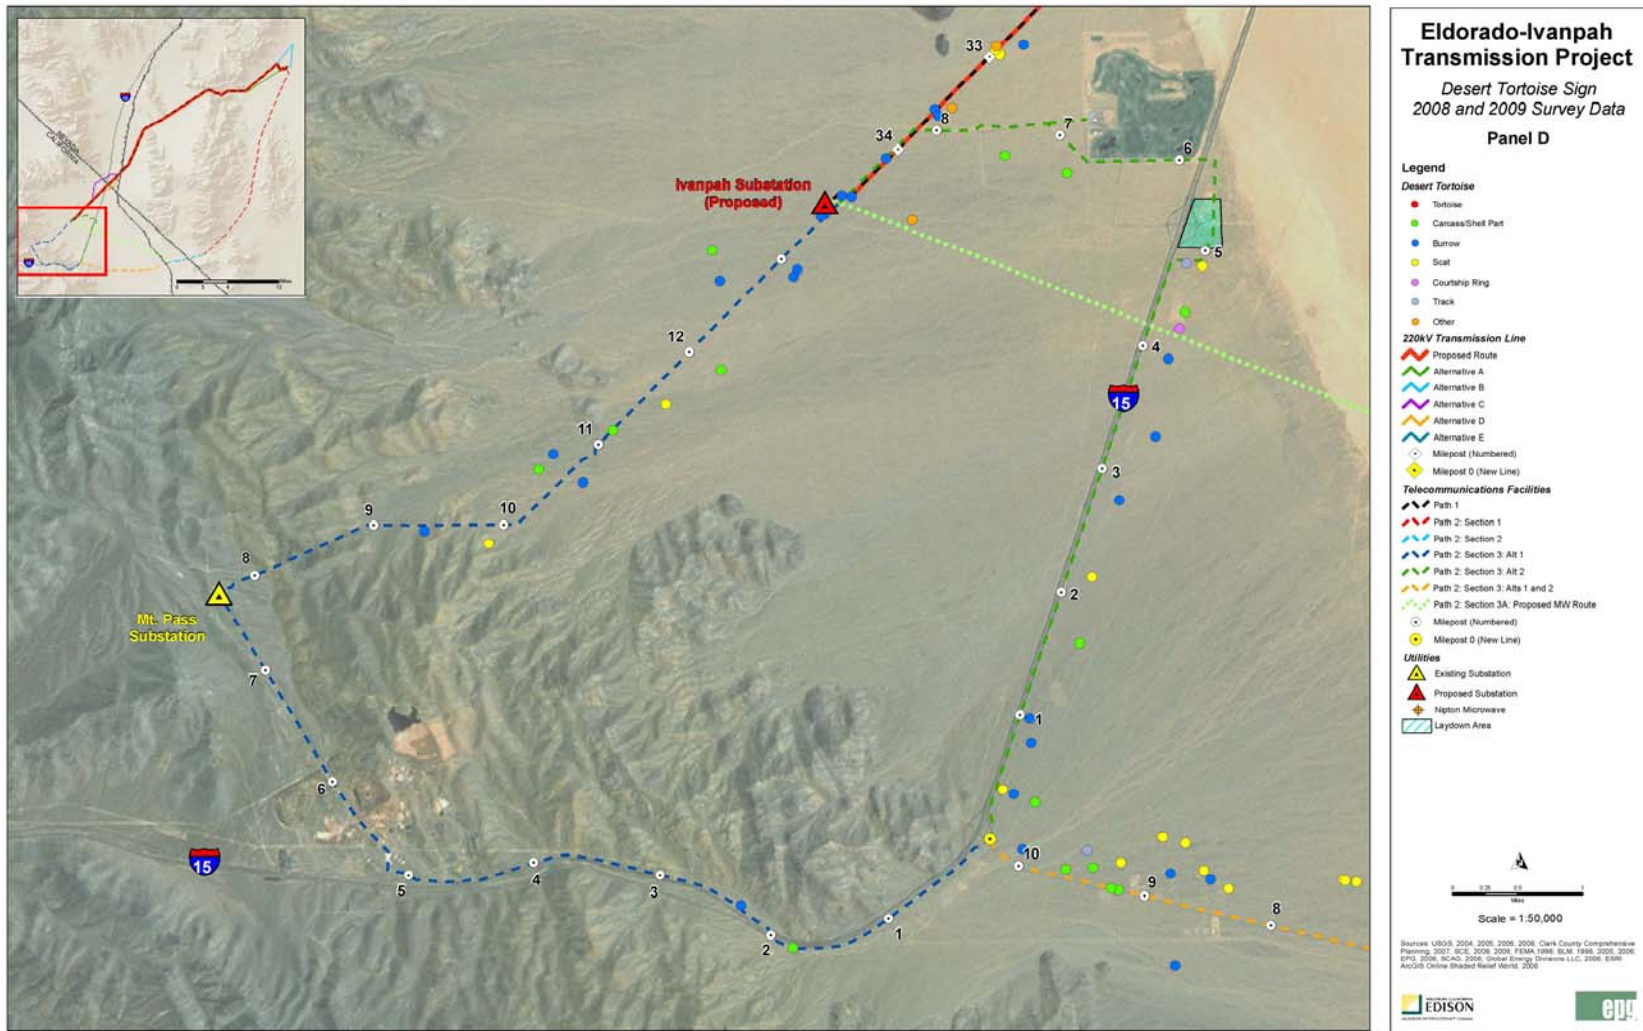 Eldorado-Ivanpah
Transmission Project
Desert Tortoise Sign
2008 and 2009 Survey Data
Panel D
Legend
Desert Tortoise
Tortoise
Carcass/Shell Part
Burrow
Scat
Courtship Ring
Track
Other
220kV Transmission Line
Proposed Route
Alternative A
Alternative B
Alternative C
Alternative D
Alternative E
Milepost (Numbered)
Milepost 0 (New Line)
Telecommunications Facilities
Path 1
Path 2: Section 1
Path 2: Section 2
Path 2: Section 3: Alt 1
Path 2: Section 3: Alt 2
Path 2: Section 3: Alts 1 and 2
Path 2: Section 3A: Proposed MW Route
Milepost (Numbered)
Milepost 0 (New Line)
Utilities
Existing Substation
Proposed Substation
Nipton Microwave
Laydown Area
Miles
Scale = 1:50,000
EDISON
epg
NEVADA
CALIFORNIA
15
15
Miles
33
34
8
7
6
5
4
15
3
2
1
Ivanpah Substation
(Proposed)
12
11
10
9
8
Mt. Pass
Substation
7
6
15
5
4
3
2
1
10
9
8